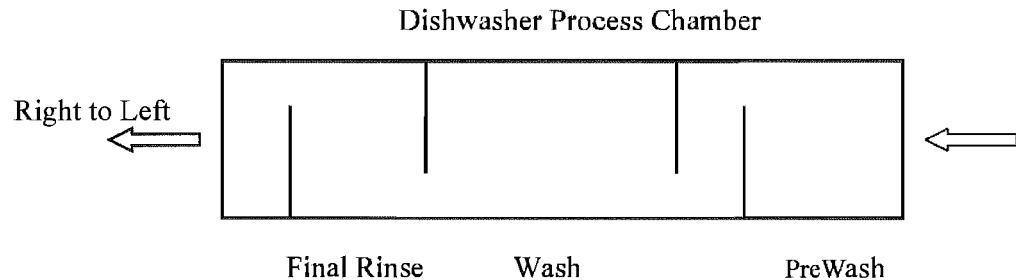 Dishwasher Process Chamber
Right to Left
Final Rinse Wash PreWash